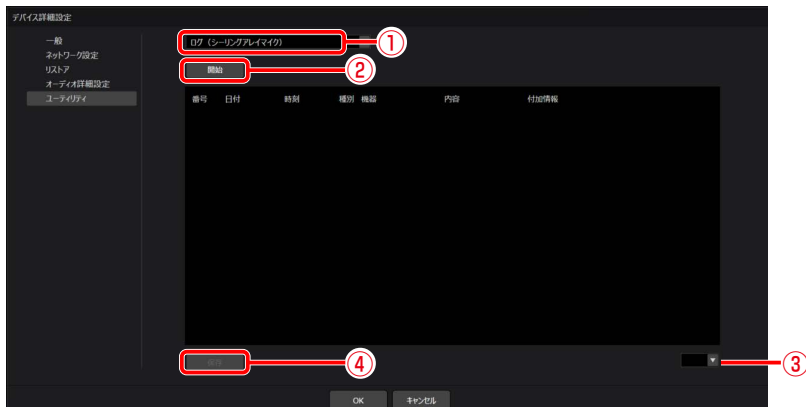 デバイス詳細設定
一般
ネットワーク設定
リストア
オーディオ詳細設定
ユーティリティ
ログ（シーリングアレイマイク）
①
開始
②
番号 日付 時刻 種別 機器 内容 付加情報
保存
④
③
OK キャンセル